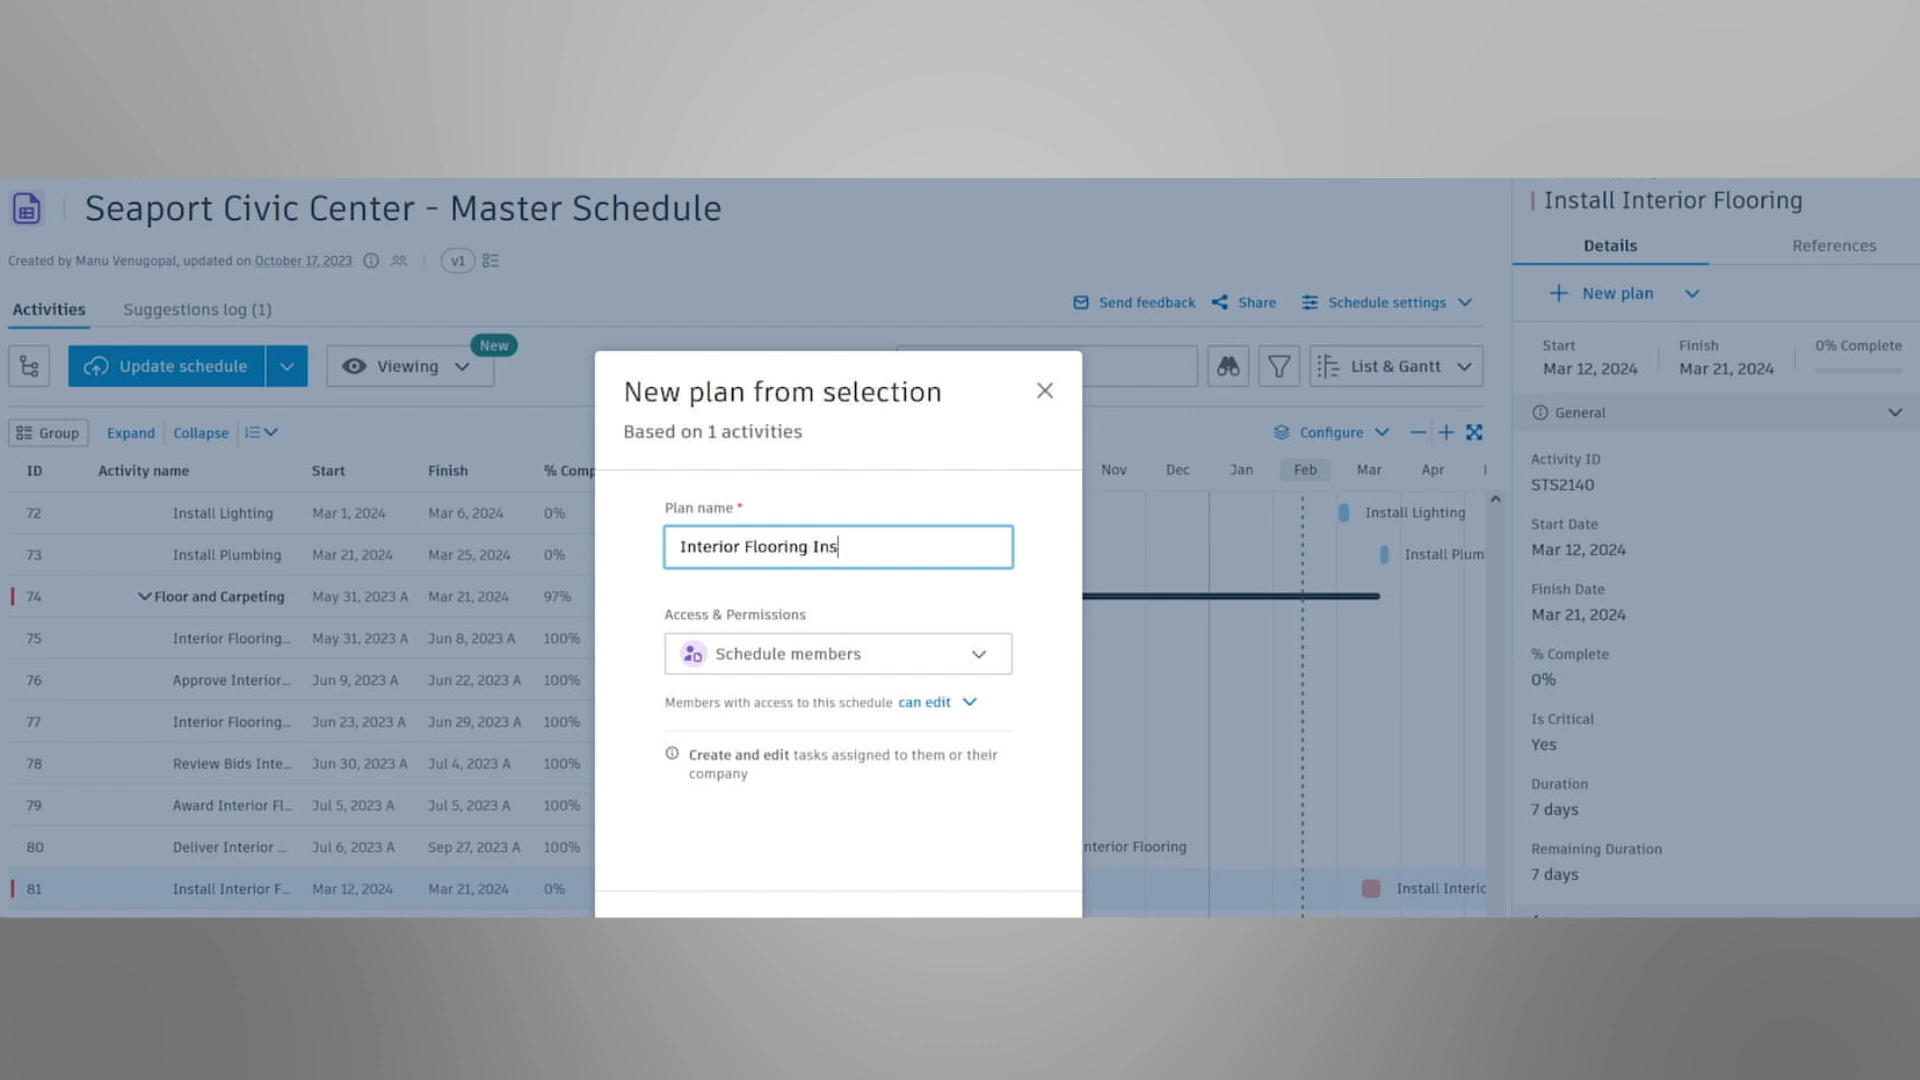 Seaport Civic Center - Master Schedule
Created by Manu Venugopal, updated on October 17, 2023
v1
Activities
Suggestions log (1)
Send feedback
Share
Schedule settings
Update schedule
Viewing
New
List & Gantt
Group
Expand
Collapse
Configure
ID Activity name Start Finish % Comp
Nov Dec Jan Feb Mar Apr
72 Install Lighting Mar 1, 2024 Mar 6, 2024 0%
Install Lighting
73 Install Plumbing Mar 21, 2024 Mar 25, 2024 0%
Install Plum
74 Floor and Carpeting May 31, 2023 A Mar 21, 2024 97%
75 Interior Flooring... May 31, 2023 A Jun 8, 2023 A 100%
76 Approve Interior... Jun 9, 2023 A Jun 22, 2023 A 100%
77 Interior Flooring... Jun 23, 2023 A Jun 29, 2023 A 100%
78 Review Bids Inte... Jun 30, 2023 A Jul 4, 2023 A 100%
79 Award Interior Fl... Jul 5, 2023 A Jul 5, 2023 A 100%
80 Deliver Interior ... Jul 6, 2023 A Sep 27, 2023 A 100%
nterior Flooring
81 Install Interior F... Mar 12, 2024 Mar 21, 2024 0%
Install Interic
New plan from selection
Based on 1 activities
Plan name *
Interior Flooring Ins
Access & Permissions
Schedule members
Members with access to this schedule can edit
Create and edit tasks assigned to them or their
company
Install Interior Flooring
Details
References
New plan
Start
Mar 12, 2024
Finish
Mar 21, 2024
0% Complete
General
Activity ID
STS2140
Start Date
Mar 12, 2024
Finish Date
Mar 21, 2024
% Complete
0%
Is Critical
Yes
Duration
7 days
Remaining Duration
7 days